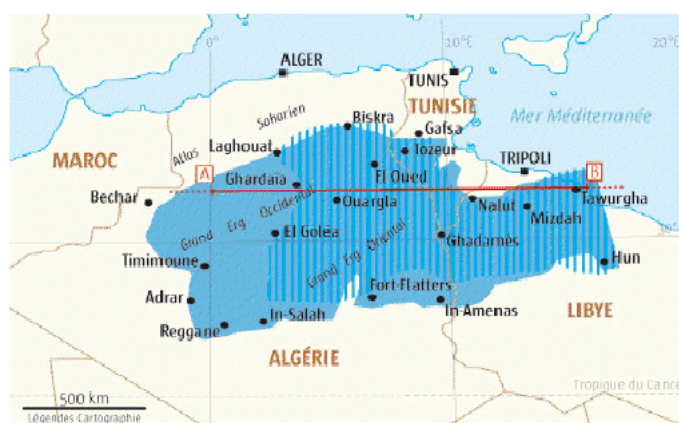 0°
10°E
20°E
ALGER
TUNIS
TUNISIE
Mer Méditerranée
Biskra
Gafsa
Atlas Saharien
Laghouat
Tozeur
MAROC
TRIPOLI
A
B
Ghardaïa
El Oued
Bechar
Ouargla
Nalut
Tawurgha
Mizdah
Grand Erg Occidental
El Goléa
Ghadamès
Timimoune
Grand Erg Oriental
Hun
Fort-Flatters
Adrar
In-Salah
In-Amenas
LIBYE
Reggane
ALGÉRIE
Tropique du Cance
500 km
Légendes Cartographie